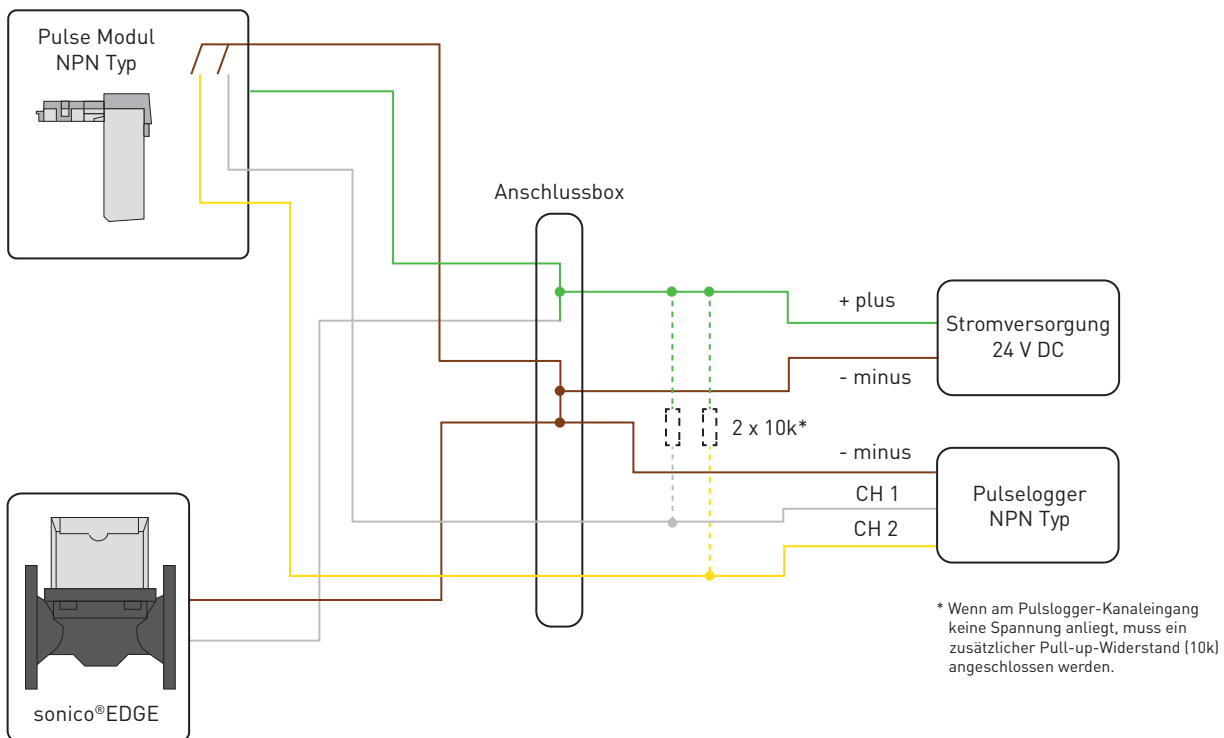 Pulse Modul
NPN Typ
Anschlussbox
+ plus
Stromversorgung
24 V DC
- minus
2 x 10k*
- minus
CH 1
CH 2
Pulselogger
NPN Typ
* Wenn am Pulslogger-Kanaleingang
keine Spannung anliegt, muss ein
zusätzlicher Pull-up-Widerstand (10k)
angeschlossen werden.
sonico®EDGE